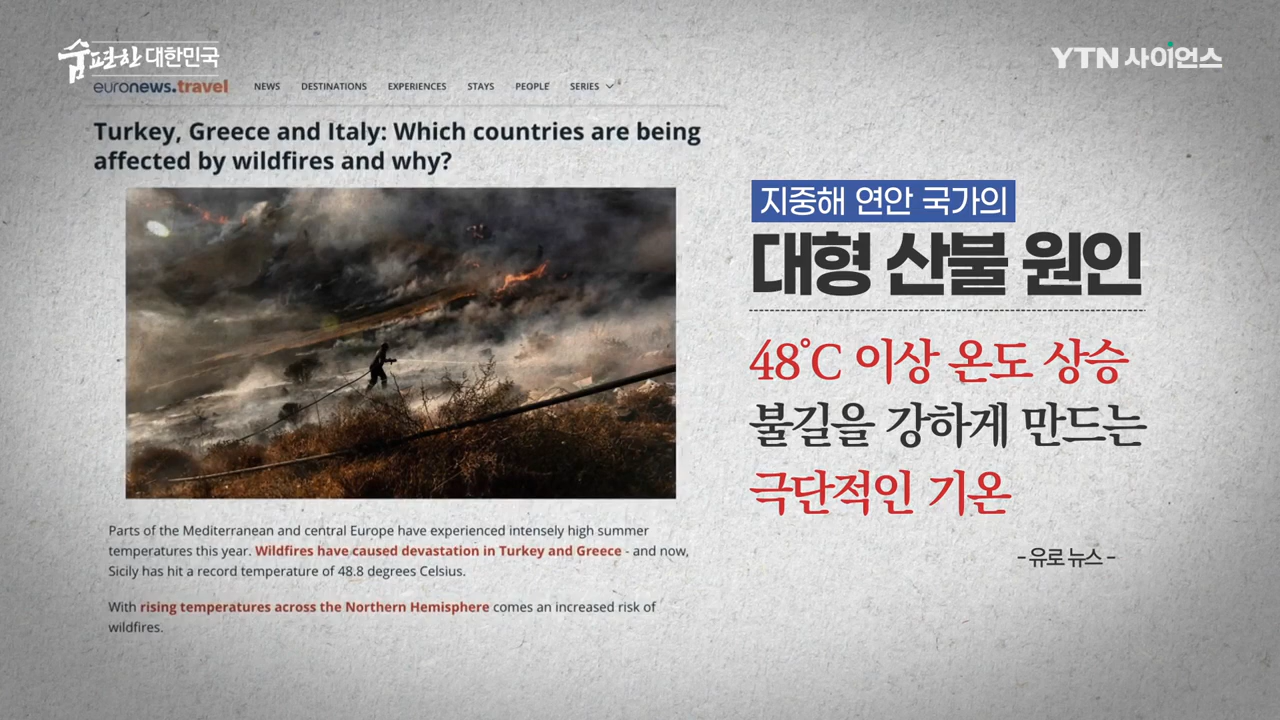 숨편한 대한민국
YTN 사이언스
euronews.travel NEWS DESTINATIONS EXPERIENCES STAYS PEOPLE SERIES
Turkey, Greece and Italy: Which countries are being
affected by wildfires and why?
Parts of the Mediterranean and central Europe have experienced intensely high summer
temperatures this year. Wildfires have caused devastation in Turkey and Greece - and now,
Sicily has hit a record temperature of 48.8 degrees Celsius.
With rising temperatures across the Northern Hemisphere comes an increased risk of
wildfires.
지중해 연안 국가의
대형 산불 원인
48℃ 이상 온도 상승
불길을 강하게 만드는
극단적인 기온
- 유로 뉴스 -